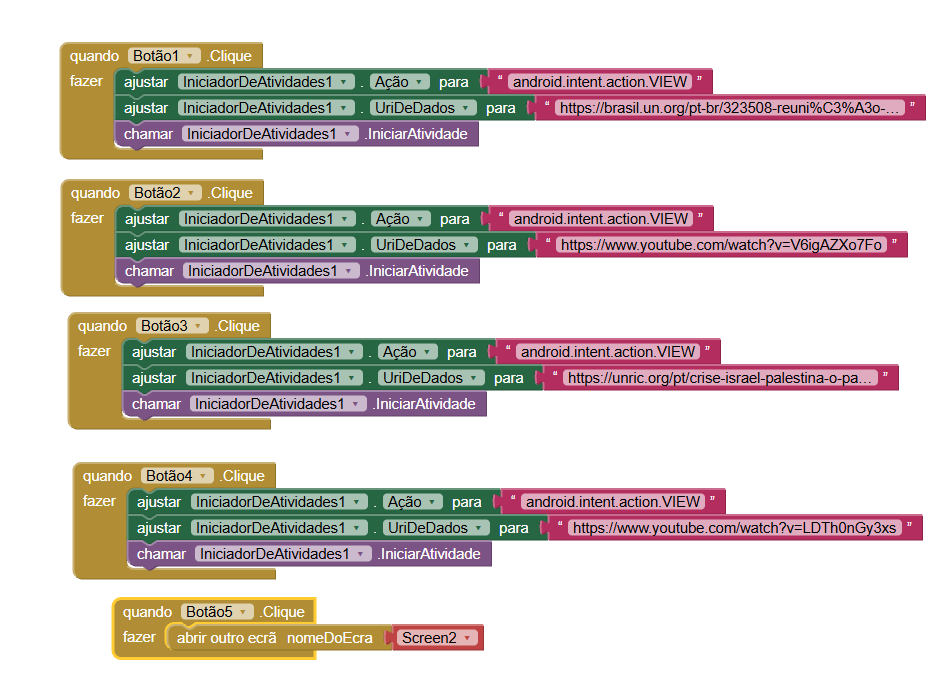 quando Botão1 .Clique
fazer ajustar IniciadorDeAtividades1 . Ação para “ android.intent.action.VIEW ”
ajustar IniciadorDeAtividades1 . UriDeDados para “ https://brasil.un.org/pt-br/323508-reuni%C3%A3o-... ”
chamar IniciadorDeAtividades1 .IniciarAtividade
quando Botão2 .Clique
fazer ajustar IniciadorDeAtividades1 . Ação para “ android.intent.action.VIEW ”
ajustar IniciadorDeAtividades1 . UriDeDados para “ https://www.youtube.com/watch?v=V6igAZXo7Fo ”
chamar IniciadorDeAtividades1 .IniciarAtividade
quando Botão3 .Clique
fazer ajustar IniciadorDeAtividades1 . Ação para “ android.intent.action.VIEW ”
ajustar IniciadorDeAtividades1 . UriDeDados para “ https://unric.org/pt/crise-israel-palestina-o-pa... ”
chamar IniciadorDeAtividades1 .IniciarAtividade
quando Botão4 .Clique
fazer ajustar IniciadorDeAtividades1 . Ação para “ android.intent.action.VIEW ”
ajustar IniciadorDeAtividades1 . UriDeDados para “ https://www.youtube.com/watch?v=LDTh0nGy3xs ”
chamar IniciadorDeAtividades1 .IniciarAtividade
quando Botão5 .Clique
fazer abrir outro ecrã nomeDoEcra Screen2